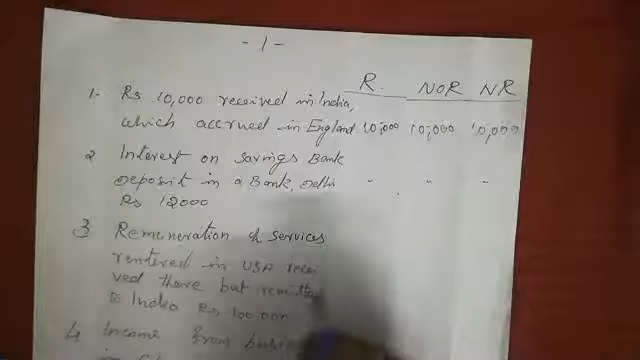 - 1 -
R. NOR NR
1- Rs 10,000 received in India,
which accrued in England 10,000 10,000 10,000
2 Interest on savings Bank
Deposit in a Bank, Delhi - - -
Rs 12000
3 Remuneration of services
rendered in USA recei
ved there but remitted
to India Rs 100,000
4 Income from
in